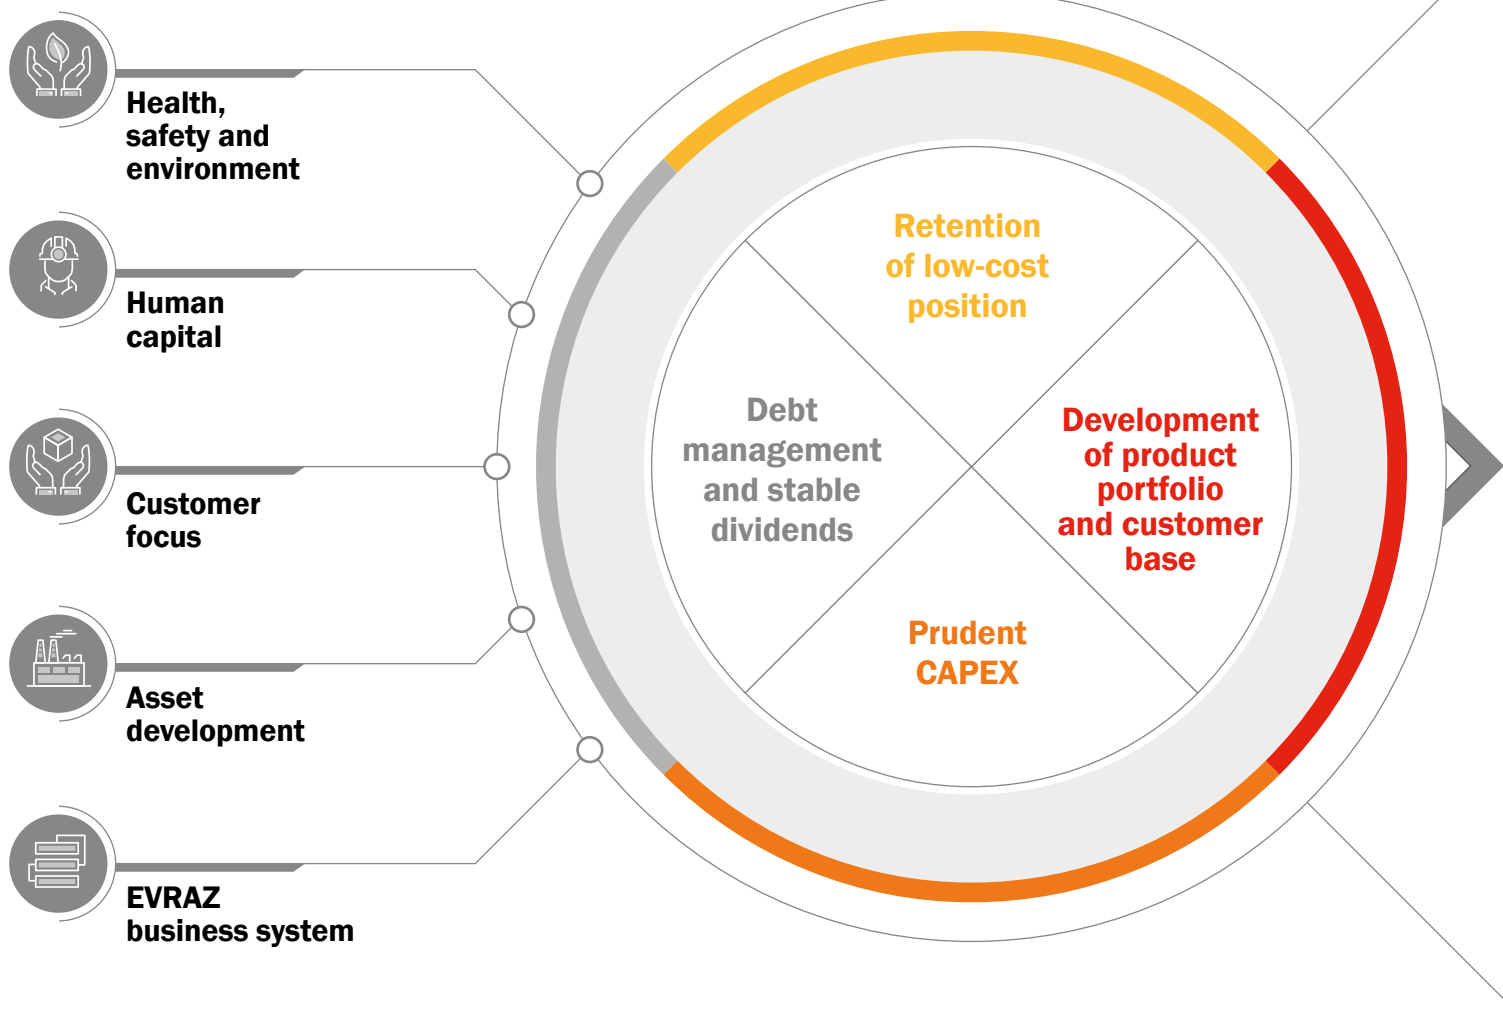 Health,
safety and
environment
Human
capital
Customer
focus
Asset
development
EVRAZ
business system
Retention
of low-cost
position
Debt
management
and stable
dividends
Development
of product
portfolio
and customer
base
Prudent
CAPEX